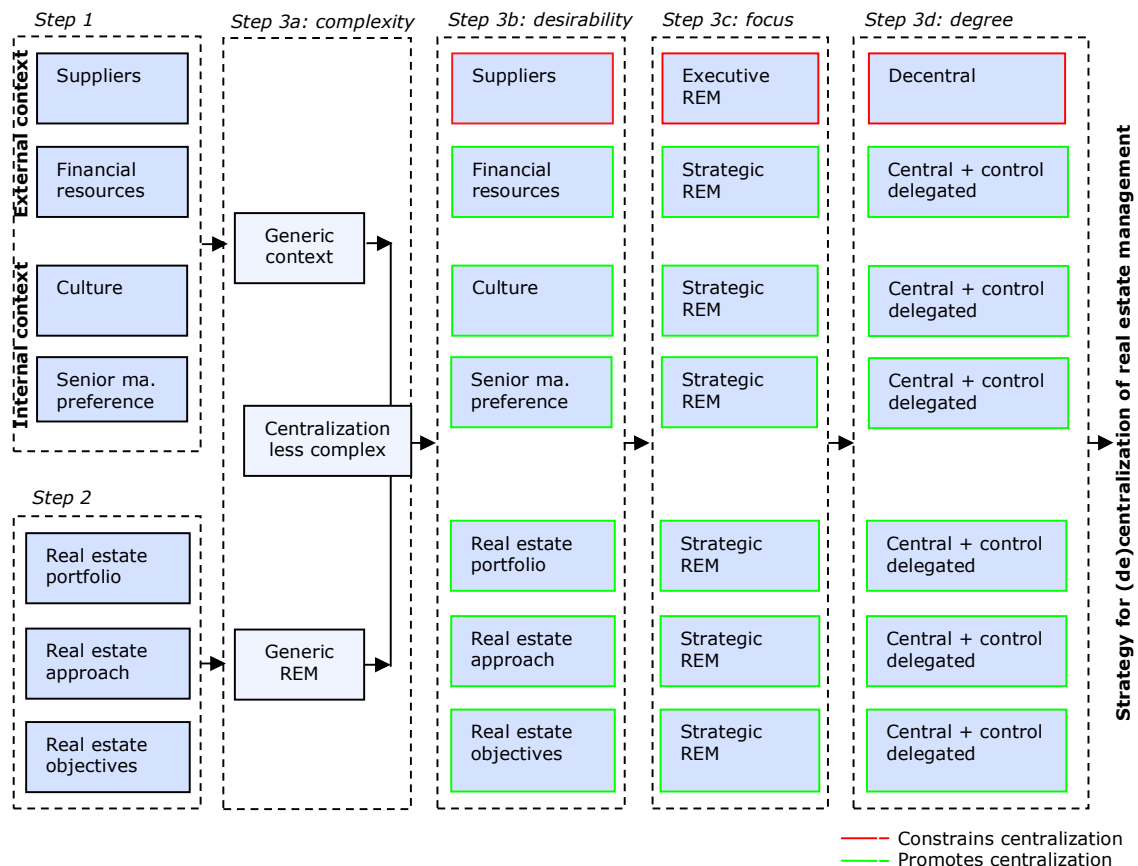 Step 1
External context
Suppliers
Financial
resources
Internal context
Culture
Senior ma.
preference
Step 2
Real estate
portfolio
Real estate
approach
Real estate
objectives
Step 3a: complexity
Generic
context
Centralization
less complex
Generic
REM
Step 3b: desirability
Suppliers
Financial
resources
Culture
Senior ma.
preference
Real estate
portfolio
Real estate
approach
Real estate
objectives
Step 3c: focus
Executive
REM
Strategic
REM
Strategic
REM
Strategic
REM
Strategic
REM
Strategic
REM
Strategic
REM
Step 3d: degree
Decentral
Central + control
delegated
Central + control
delegated
Central + control
delegated
Central + control
delegated
Central + control
delegated
Central + control
delegated
Strategy for (de)centralization of real estate management
Constrains centralization
Promotes centralization